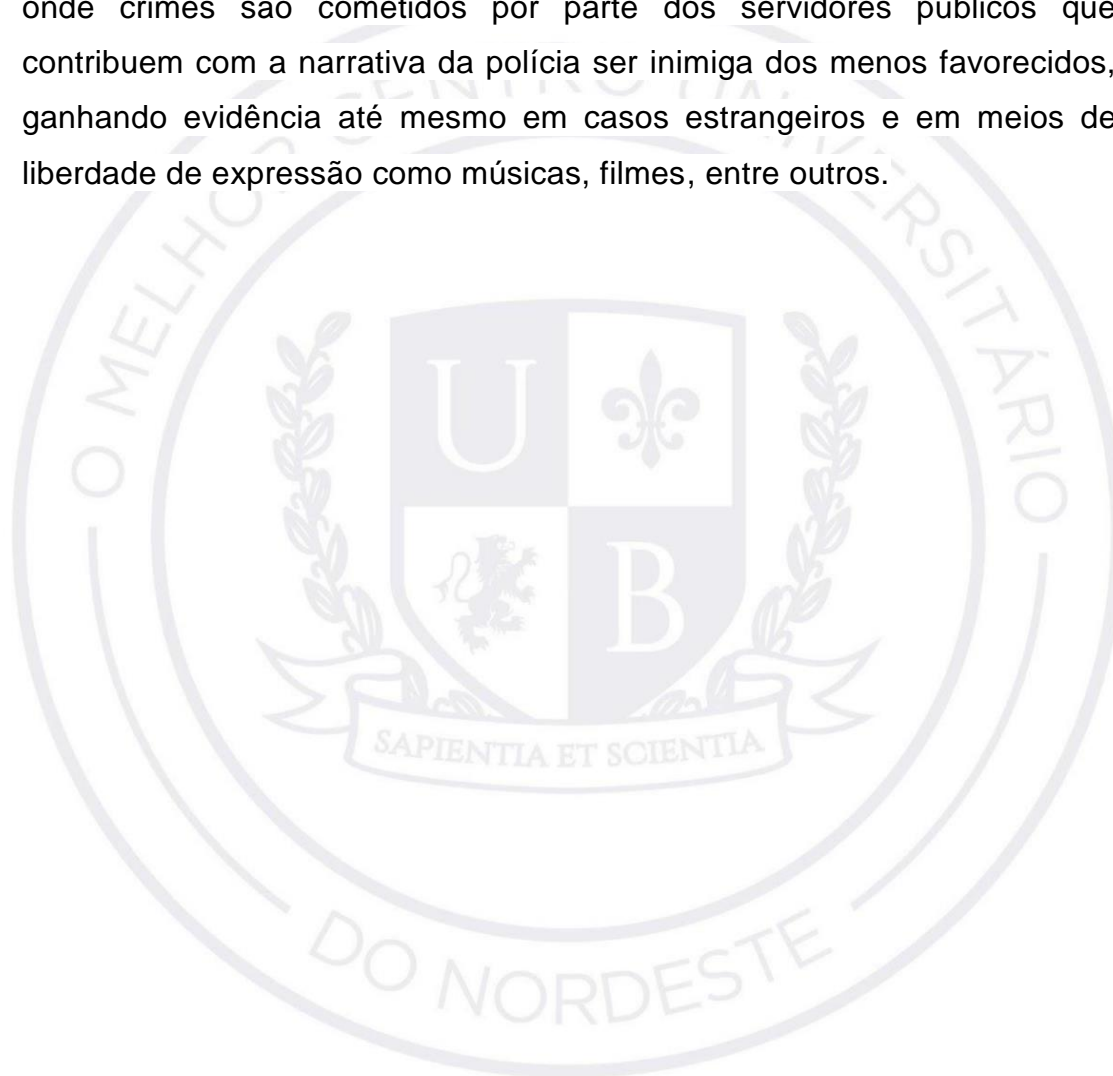 onde crimes são cometidos por parte dos servidores públicos que
contribuem com a narrativa da polícia ser inimiga dos menos favorecidos,
ganhando evidência até mesmo em casos estrangeiros e em meios de
liberdade de expressão como músicas, filmes, entre outros.
O MELHOR CENTRO UNIVERSITÁRIO
U
B
SAPIENTIA ET SCIENTIA
DO NORDESTE